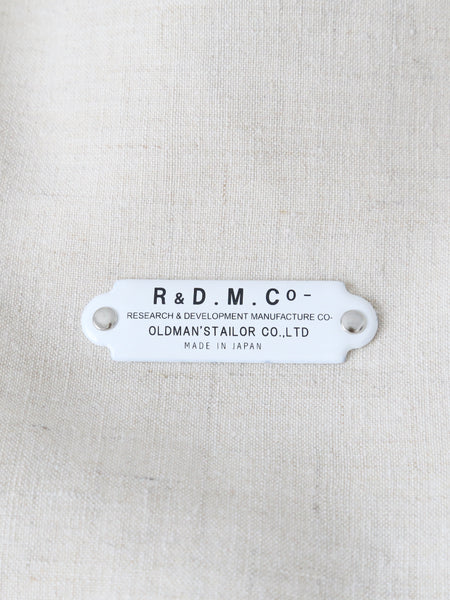 R & D . M . Co -
RESEARCH & DEVELOPMENT MANUFACTURE CO-
OLDMAN'STAILOR CO.,LTD
MADE IN JAPAN